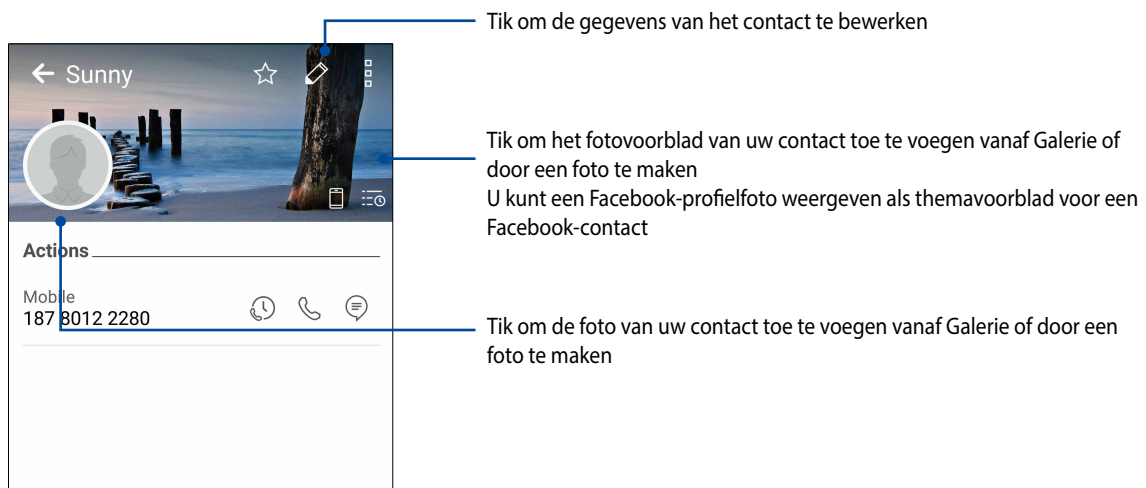 Tik om de gegevens van het contact te bewerken
Sunny
Tik om het fotovoorblad van uw contact toe te voegen vanaf Galerie of
door een foto te maken
U kunt een Facebook-profielfoto weergeven als themavoorblad voor een
Facebook-contact
Actions
Mobile
187 8012 2280
Tik om de foto van uw contact toe te voegen vanaf Galerie of door een
foto te maken